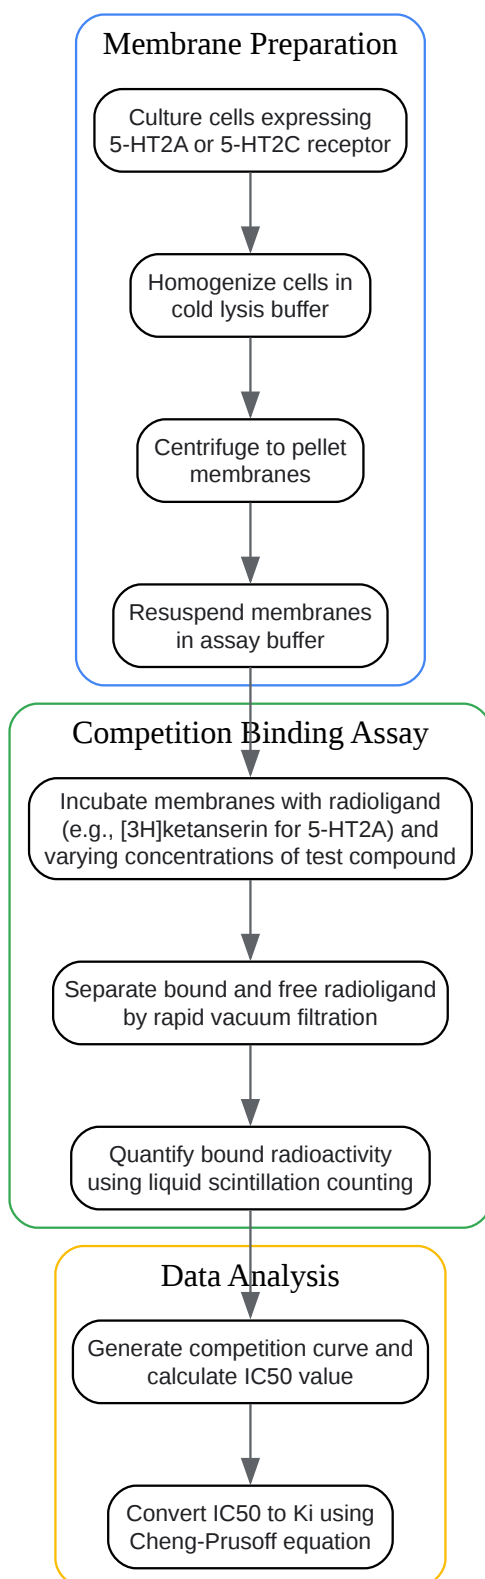 Membrane Preparation
Culture cells expressing
5-HT2A or 5-HT2C receptor
Homogenize cells in
cold lysis buffer
Centrifuge to pellet
membranes
Resuspend membranes
in assay buffer
Competition Binding Assay
Incubate membranes with radioligand
(e.g., [3H]ketanserin for 5-HT2A) and
varying concentrations of test compound
Separate bound and free radioligand
by rapid vacuum filtration
Quantify bound radioactivity
using liquid scintillation counting
Data Analysis
Generate competition curve and
calculate IC50 value
Convert IC50 to Ki using
Cheng-Prusoff equation